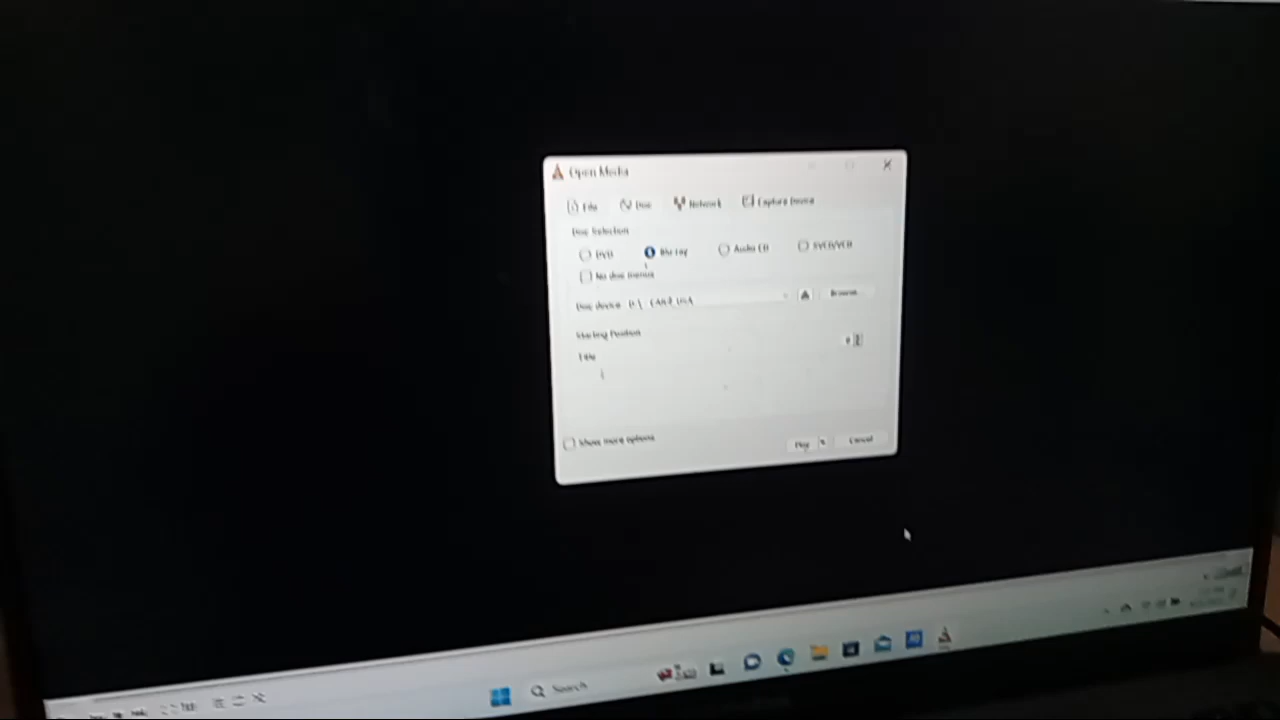 Open Media
File Disc Network Capture Device
Disc Selection
DVD Blu-ray Audio CD SVCD/VCD
No disc menus
Disc device D:\ - CARS_USA Browse...
Starting Position
Title
Show more options
Play Cancel
Search